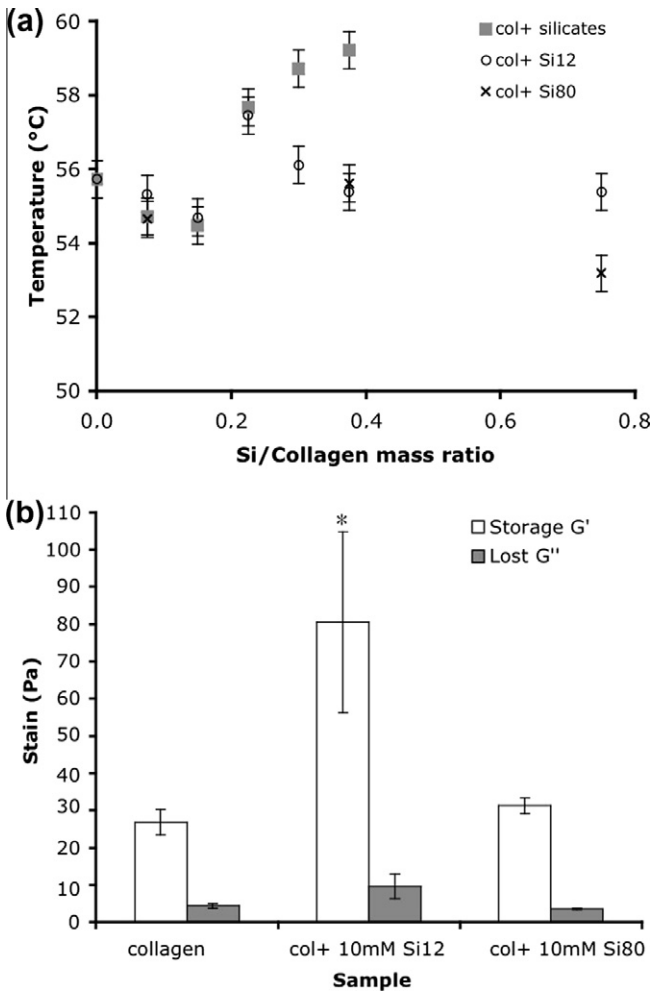 (a)
60
58
56
54
52
50
Temperature (°C)
col+ silicates
col+ Si12
col+ Si80
0.0 0.2 0.4 0.6 0.8
Si/Collagen mass ratio
(b)
110
100
90
80
70
60
50
40
30
20
10
0
Stain (Pa)
*
Storage G'
Lost G"
collagen col+ 10mM Si12 col+ 10mM Si80
Sample